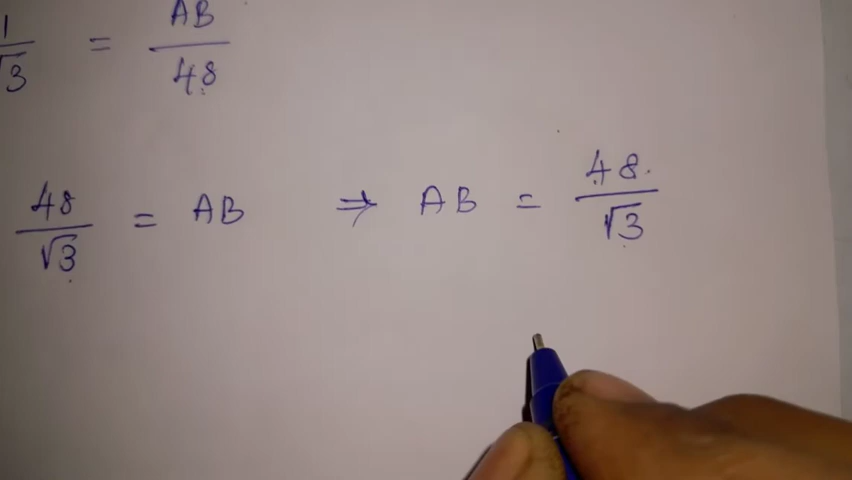 1/√3 = AB/48
48/√3 = AB ⇒ AB = 48/√3